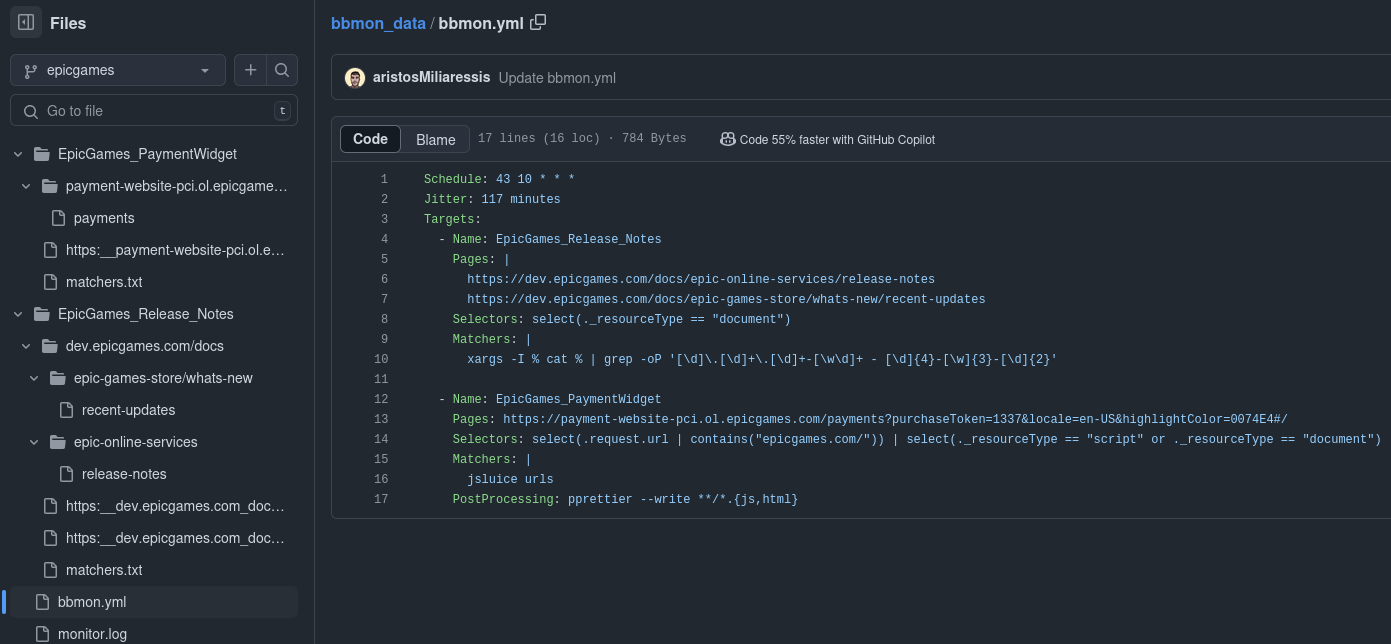 Files
epicgames
Go to file
t
EpicGames_PaymentWidget
payment-website-pci.ol.epicgame...
payments
https:__payment-website-pci.ol.e...
matchers.txt
EpicGames_Release_Notes
dev.epicgames.com/docs
epic-games-store/whats-new
recent-updates
epic-online-services
release-notes
https:__dev.epicgames.com_doc...
https:__dev.epicgames.com_doc...
matchers.txt
bbmon.yml
monitor.log
bbmon_data / bbmon.yml
aristosMiliaressis Update bbmon.yml
Code Blame 17 lines (16 loc) · 784 Bytes Code 55% faster with GitHub Copilot
1 Schedule: 43 10 * * *
2 Jitter: 117 minutes
3 Targets:
4 - Name: EpicGames_Release_Notes
5 Pages: |
6 https://dev.epicgames.com/docs/epic-online-services/release-notes
7 https://dev.epicgames.com/docs/epic-games-store/whats-new/recent-updates
8 Selectors: select(._resourceType == "document")
9 Matchers: |
10 xargs -I % cat % | grep -oP '[\d]\.[\d]+\.[\d]+-[\w\d]+ - [\d]{4}-[\w]{3}-[\d]{2}'
11
12 - Name: EpicGames_PaymentWidget
13 Pages: https://payment-website-pci.ol.epicgames.com/payments?purchaseToken=1337&locale=en-US&highlightColor=0074E4#/
14 Selectors: select(.request.url | contains("epicgames.com/")) | select(._resourceType == "script" or ._resourceType == "document")
15 Matchers: |
16 jsluice urls
17 PostProcessing: pprettier --write **/*.{js,html}